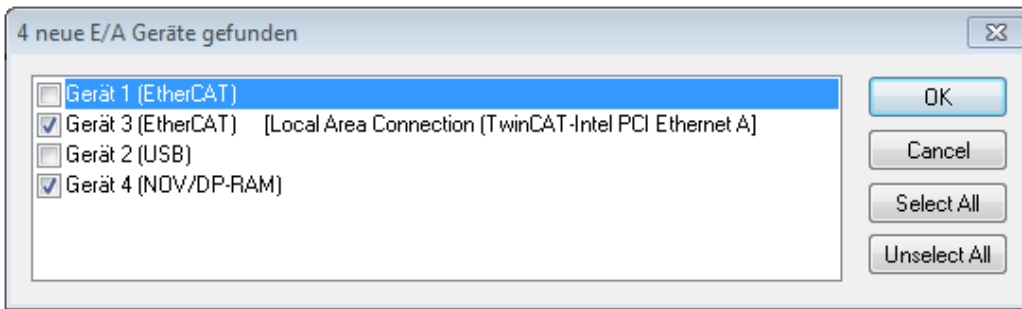 4 neue E/A Geräte gefunden
Gerät 1 (EtherCAT)
Gerät 3 (EtherCAT) [Local Area Connection (TwinCAT-Intel PCI Ethernet A]
Gerät 2 (USB)
Gerät 4 (NOV/DP-RAM)
OK
Cancel
Select All
Unselect All